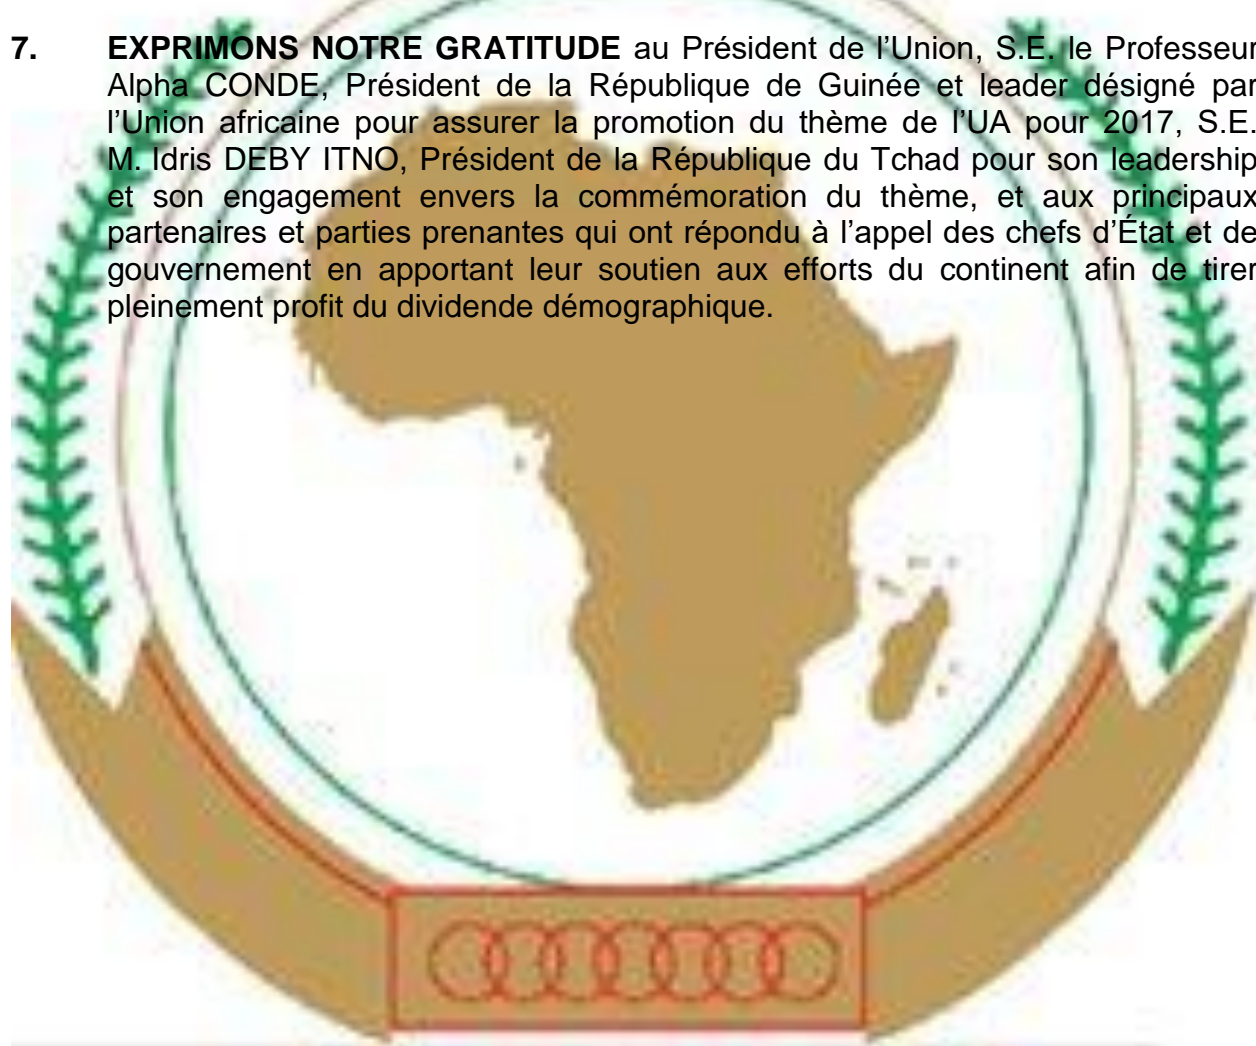 7. EXPRIMONS NOTRE GRATITUDE au Président de l’Union, S.E. le Professeur
Alpha CONDE, Président de la République de Guinée et leader désigné par
l’Union africaine pour assurer la promotion du thème de l’UA pour 2017, S.E.
M. Idris DEBY ITNO, Président de la République du Tchad pour son leadership
et son engagement envers la commémoration du thème, et aux principaux
partenaires et parties prenantes qui ont répondu à l’appel des chefs d’État et de
gouvernement en apportant leur soutien aux efforts du continent afin de tirer
pleinement profit du dividende démographique.